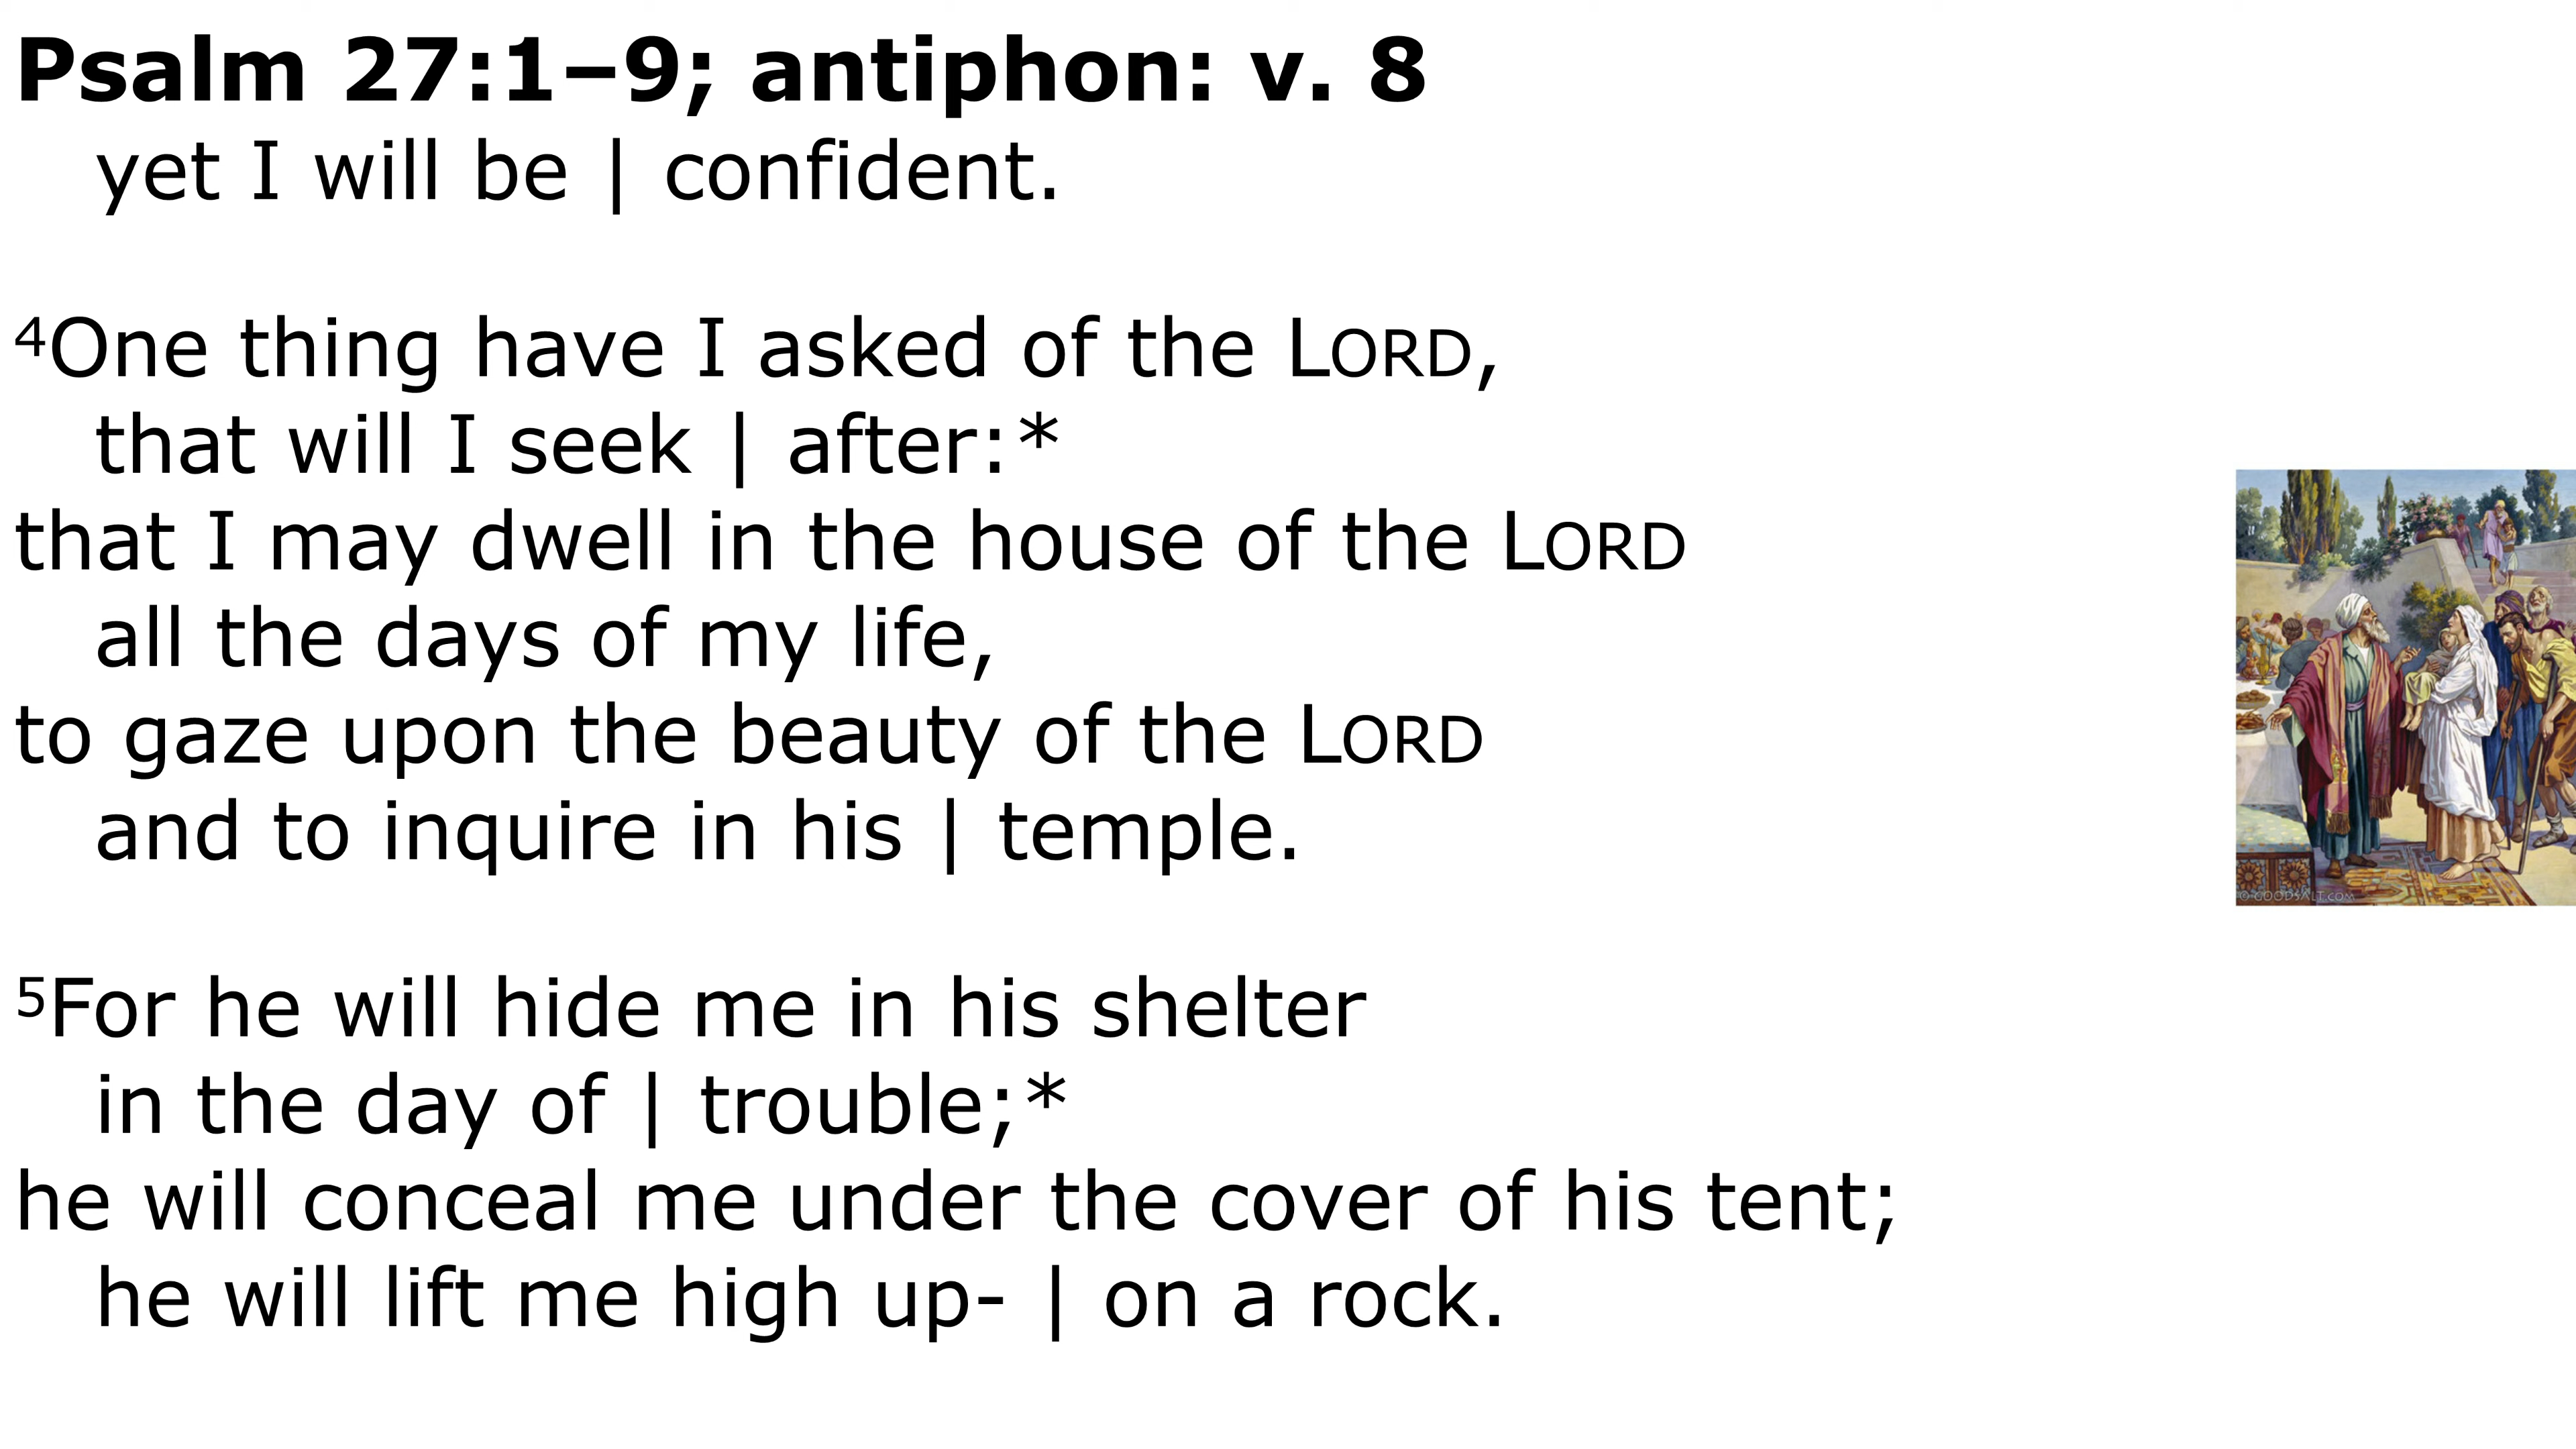 Psalm 27:1–9; antiphon: v. 8
yet I will be | confident.
4One thing have I asked of the LORD,
that will I seek | after:*
that I may dwell in the house of the LORD
all the days of my life,
to gaze upon the beauty of the LORD
and to inquire in his | temple.
5For he will hide me in his shelter
in the day of | trouble;*
he will conceal me under the cover of his tent;
he will lift me high up- | on a rock.
© GOODSALT.COM